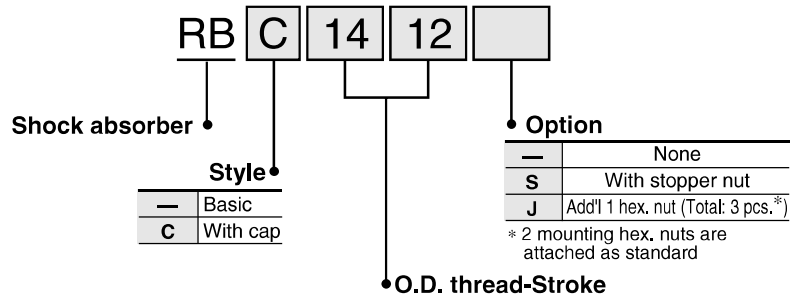 RB C 14 12
Shock absorber
Option
— None
S With stopper nut
J Add'l 1 hex. nut (Total: 3 pcs.*)
* 2 mounting hex. nuts are
attached as standard
Style
— Basic
C With cap
O.D. thread-Stroke